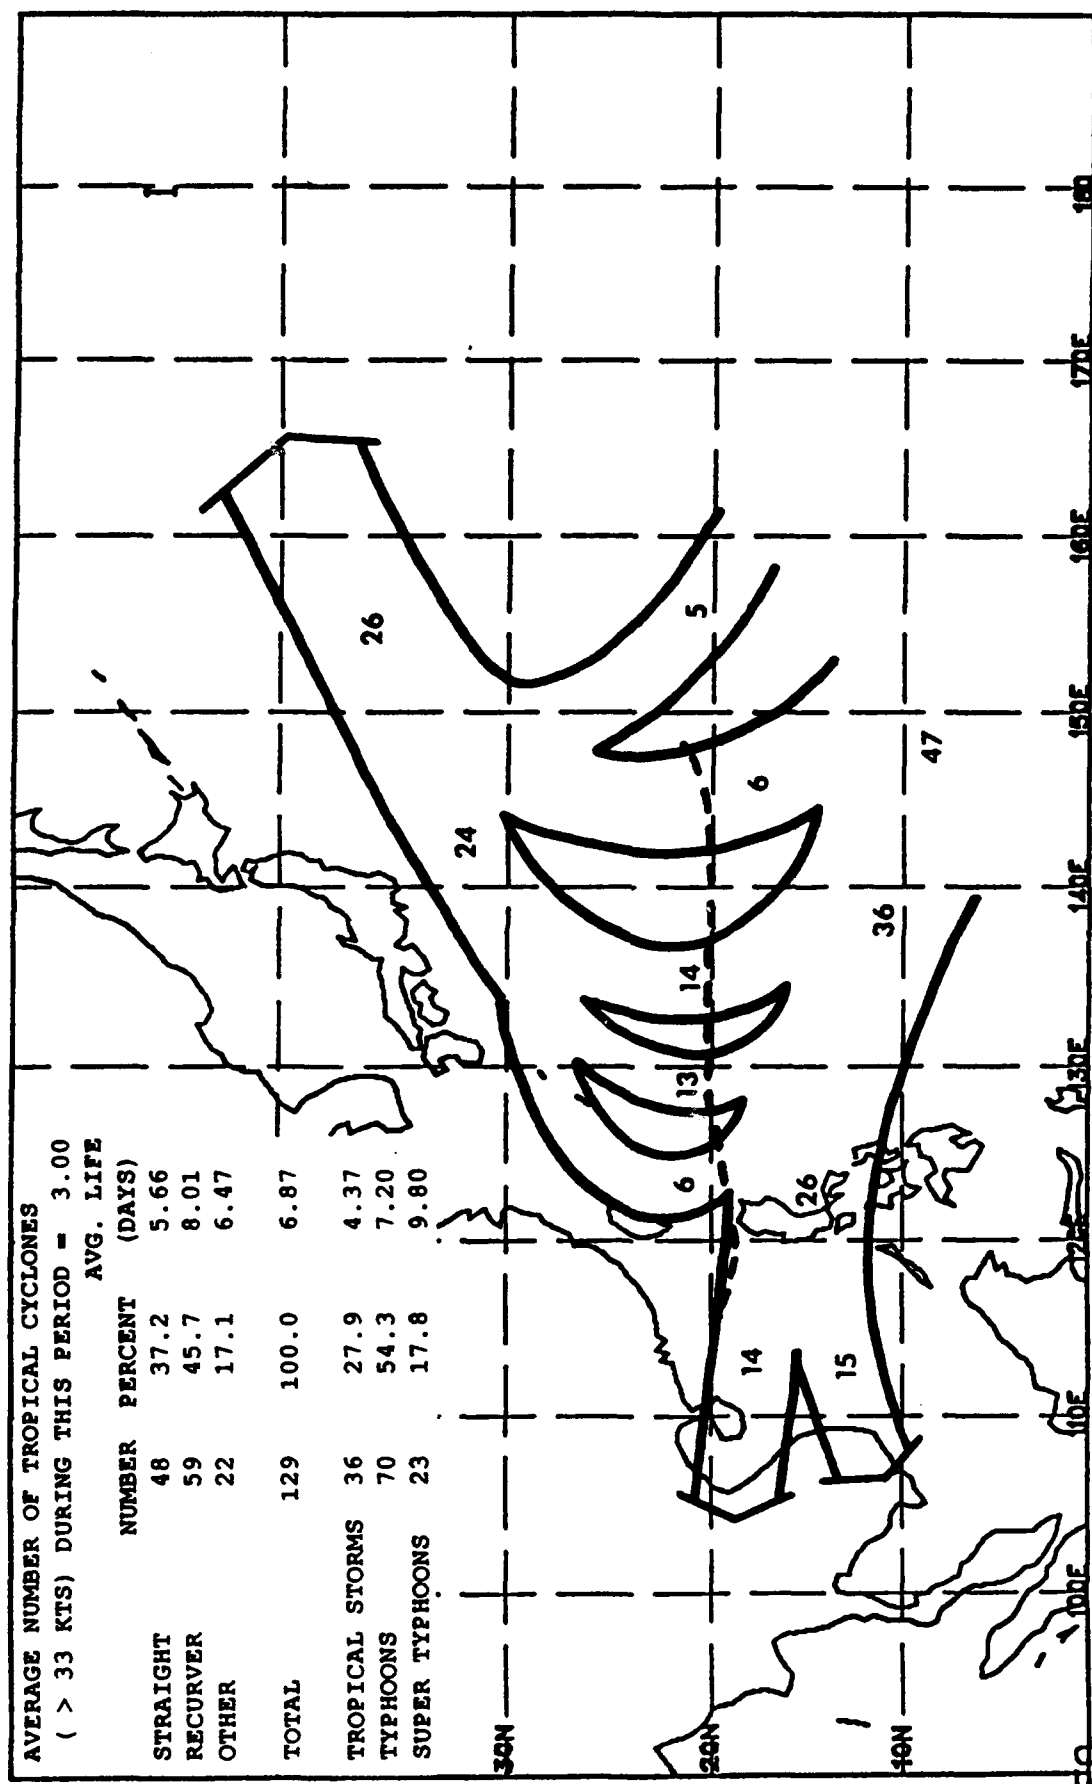 AVERAGE NUMBER OF TROPICAL CYCLONES
( > 33 KTS) DURING THIS PERIOD = 3.00
AVG. LIFE
NUMBER PERCENT (DAYS)
STRAIGHT 48 37.2 5.66
RECURVER 59 45.7 8.01
OTHER 22 17.1 6.47
TOTAL 129 100.0 6.87
TROPICAL STORMS 36 27.9 4.37
TYPHOONS 70 54.3 7.20
SUPER TYPHOONS 23 17.8 9.80
26
24
30N
5
6 13 14
20N
14
6
26
15
36
47
10N
100E 110E 120E 130E 140E 150E 160E 170E 180